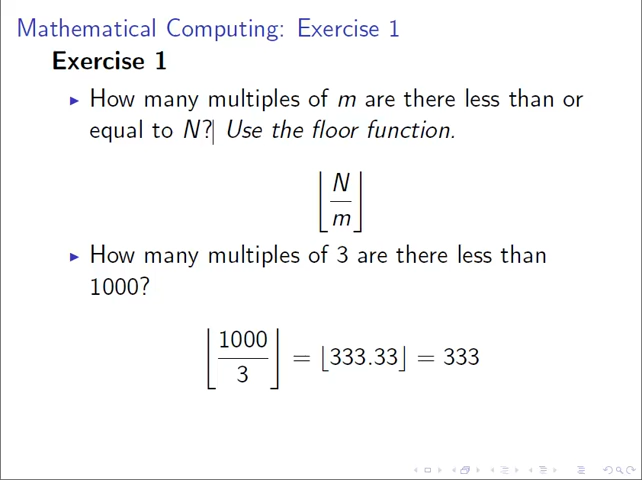 Mathematical Computing: Exercise 1
Exercise 1
How many multiples of m are there less than or
equal to N? Use the floor function.
⌊N/m⌋
How many multiples of 3 are there less than
1000?
⌊1000/3⌋ = ⌊333.33⌋ = 333